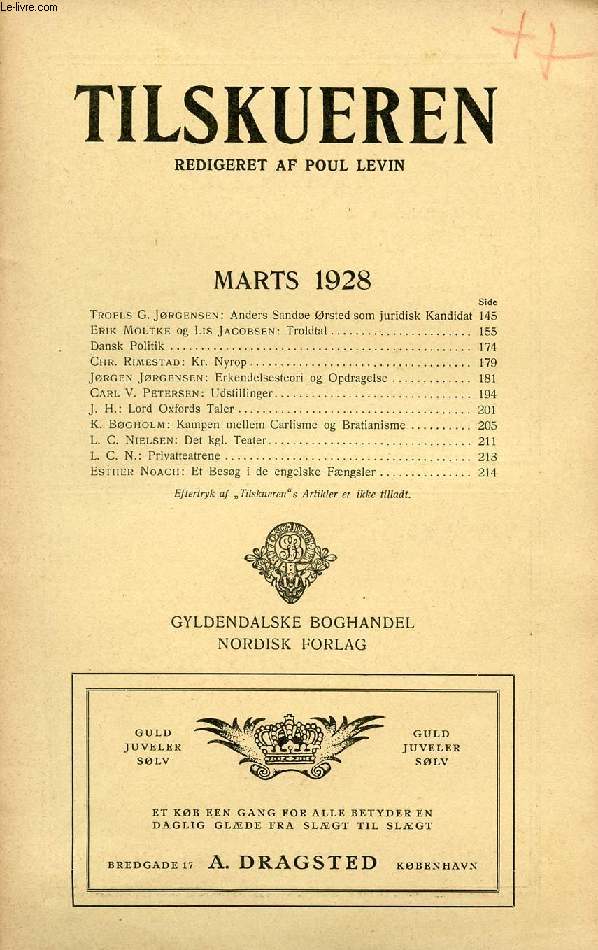 Le-livre.com
TILSKUEREN
REDIGERET AF POUL LEVIN
MARTS 1928
Side
TROELS G. JØRGENSEN: Anders Sandøe Ørsted som juridisk Kandidat 145
ERIK MOLTKE og LIS JACOBSEN: Troldtal ...................... 155
Dansk Politik ................................................ 174
CHR. RIMESTAD: Kr. Nyrop .................................. 179
JØRGEN JØRGENSEN: Erkendelsesteori og Opdragelse ............ 181
CARL V. PETERSEN: Udstillinger .............................. 194
J. H.: Lord Oxfords Taler ................................... 201
K. BØGHOLM: Kampen mellem Carlisme og Bratianisme .......... 205
L. C. NIELSEN: Det kgl. Teater .............................. 211
L. C. N.: Privatteatrene .................................... 213
ESTHER NOACH: Et Besøg i de engelske Fængsler ............... 214
Eftertryk af „Tilskueren"s Artikler er ikke tilladt.
GYLDENDALSKE BOGHANDEL
NORDISK FORLAG
GULD
JUVELER
SØLV
GULD
JUVELER
SØLV
ET KØB EEN GANG FOR ALLE BETYDER EN
DAGLIG GLÆDE FRA SLÆGT TIL SLÆGT
BREDGADE 17 A. DRAGSTED KØBENHAVN